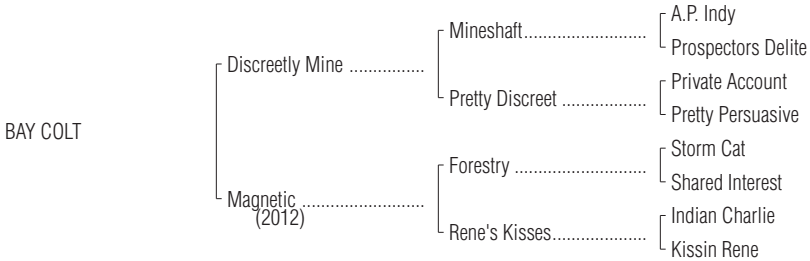 A.P. Indy
Mineshaft..........................
Prospectors Delite
Discreetly Mine ................
Private Account
Pretty Discreet ..................
Pretty Persuasive
BAY COLT
Storm Cat
Forestry ............................
Shared Interest
Magnetic ..........................
(2012)
Indian Charlie
Rene's Kisses....................
Kissin Rene